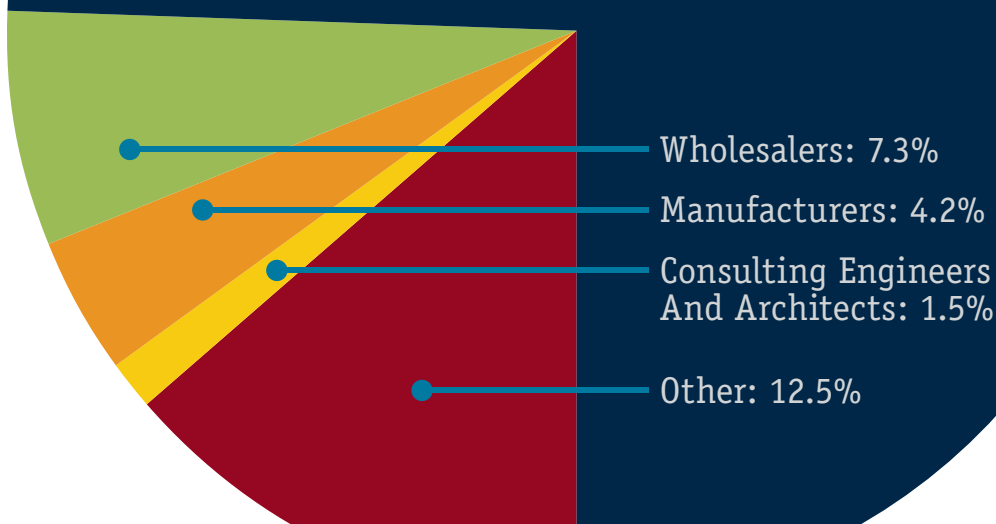 Wholesalers: 7.3%
Manufacturers: 4.2%
Consulting Engineers
And Architects: 1.5%
Other: 12.5%